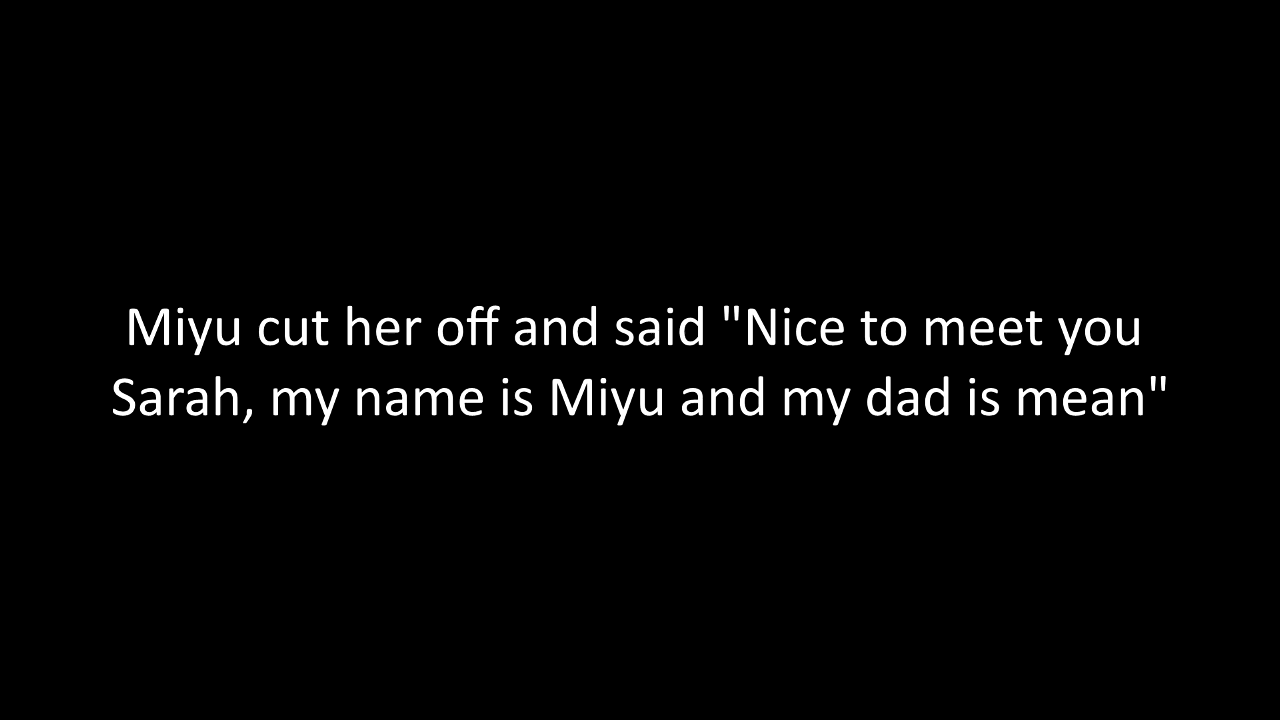 Miyu cut her off and said "Nice to meet you
Sarah, my name is Miyu and my dad is mean"